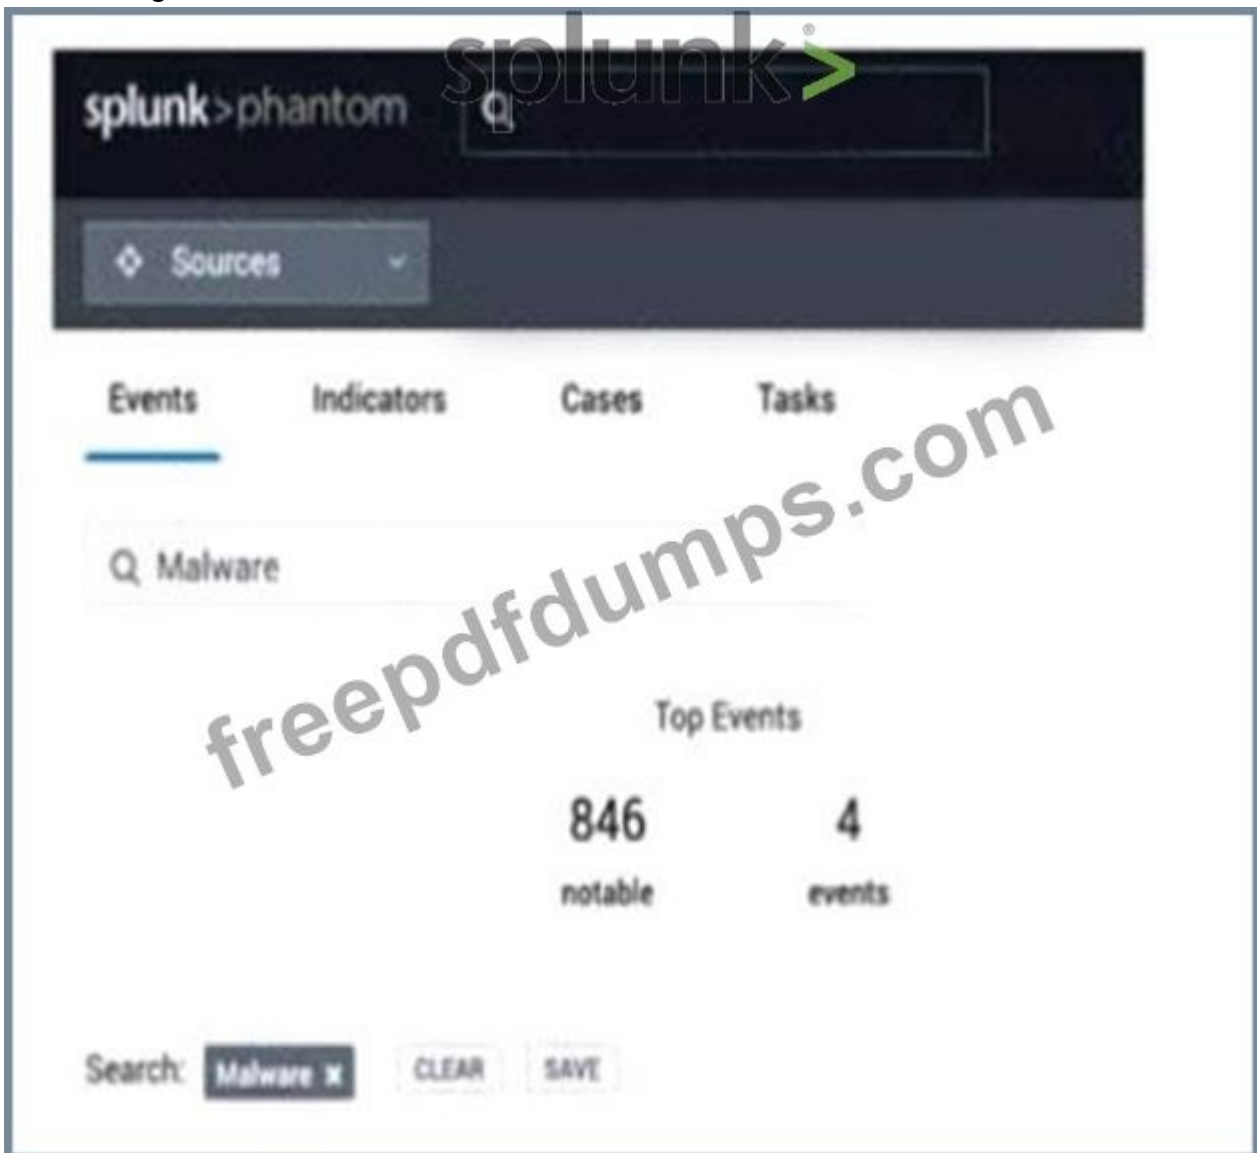 splunk>
splunk>phantom
Sources
Events Indicators Cases Tasks
Malware
freepdfdumps.com
Top Events
846 4
notable events
Search: Malware x CLEAR SAVE